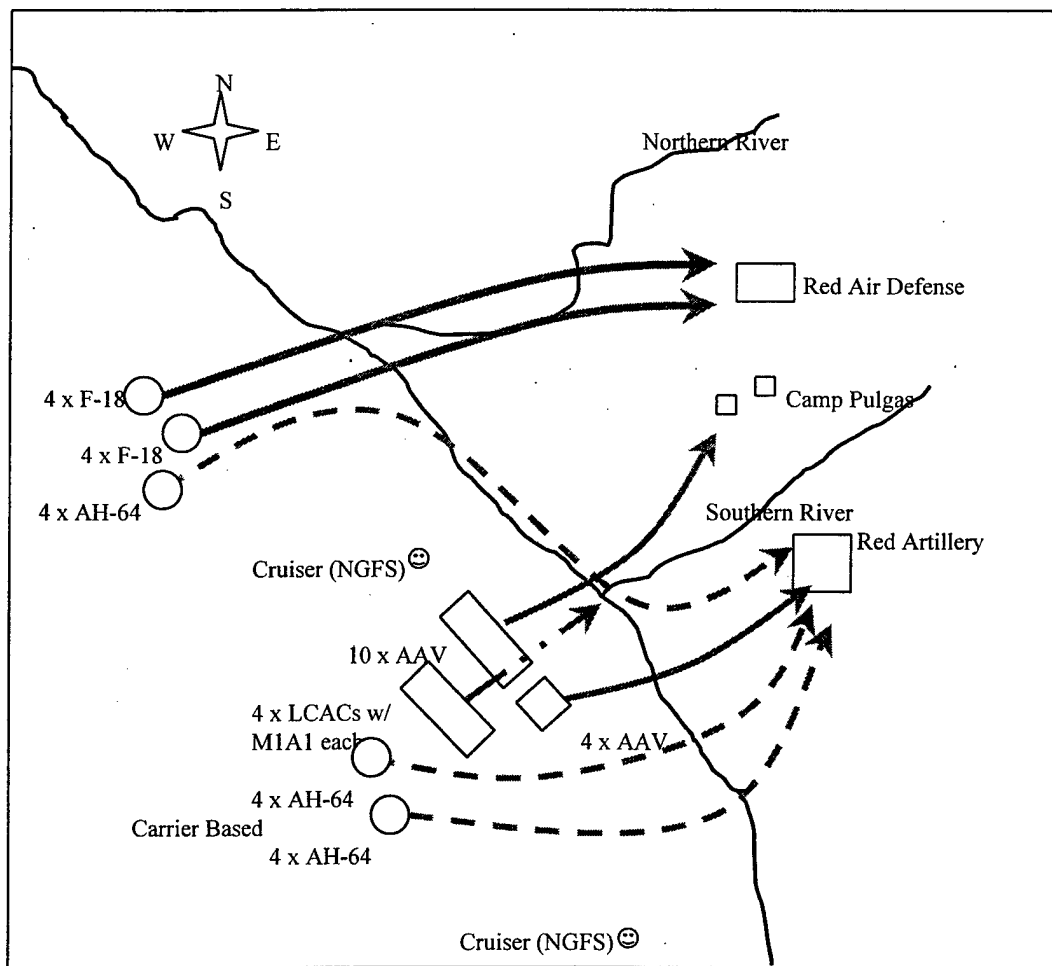 N
W E
S
Northern River
Red Air Defense
4 x F-18
Camp Pulgas
4 x F-18
4 x AH-64
Southern River
Red Artillery
Cruiser (NGFS)
10 x AAV
4 x LCACs w/
M1A1 each
4 x AAV
4 x AH-64
Carrier Based
4 x AH-64
Cruiser (NGFS)